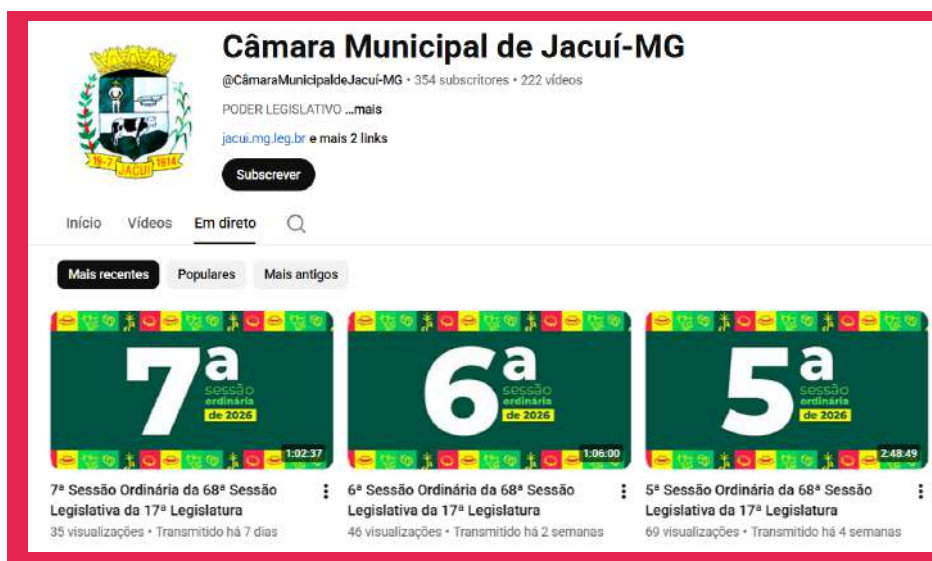 Câmara Municipal de Jacuí-MG
@CâmaraMunicipaldeJacuí-MG • 354 subscritores • 222 vídeos
PODER LEGISLATIVO ...mais
jacui.mg.leg.br e mais 2 links
19-7 JACUÍ 1814
Subscrever
Início Vídeos Em direto
Mais recentes Populares Mais antigos
7ª sessão ordinária de 2026
1:02:37
6ª sessão ordinária de 2026
1:06:00
5ª sessão ordinária de 2026
2:48:49
7ª Sessão Ordinária da 68ª Sessão
Legislativa da 17ª Legislatura
35 visualizações • Transmitido há 7 dias
6ª Sessão Ordinária da 68ª Sessão
Legislativa da 17ª Legislatura
46 visualizações • Transmitido há 2 semanas
5ª Sessão Ordinária da 68ª Sessão
Legislativa da 17ª Legislatura
69 visualizações • Transmitido há 4 semanas